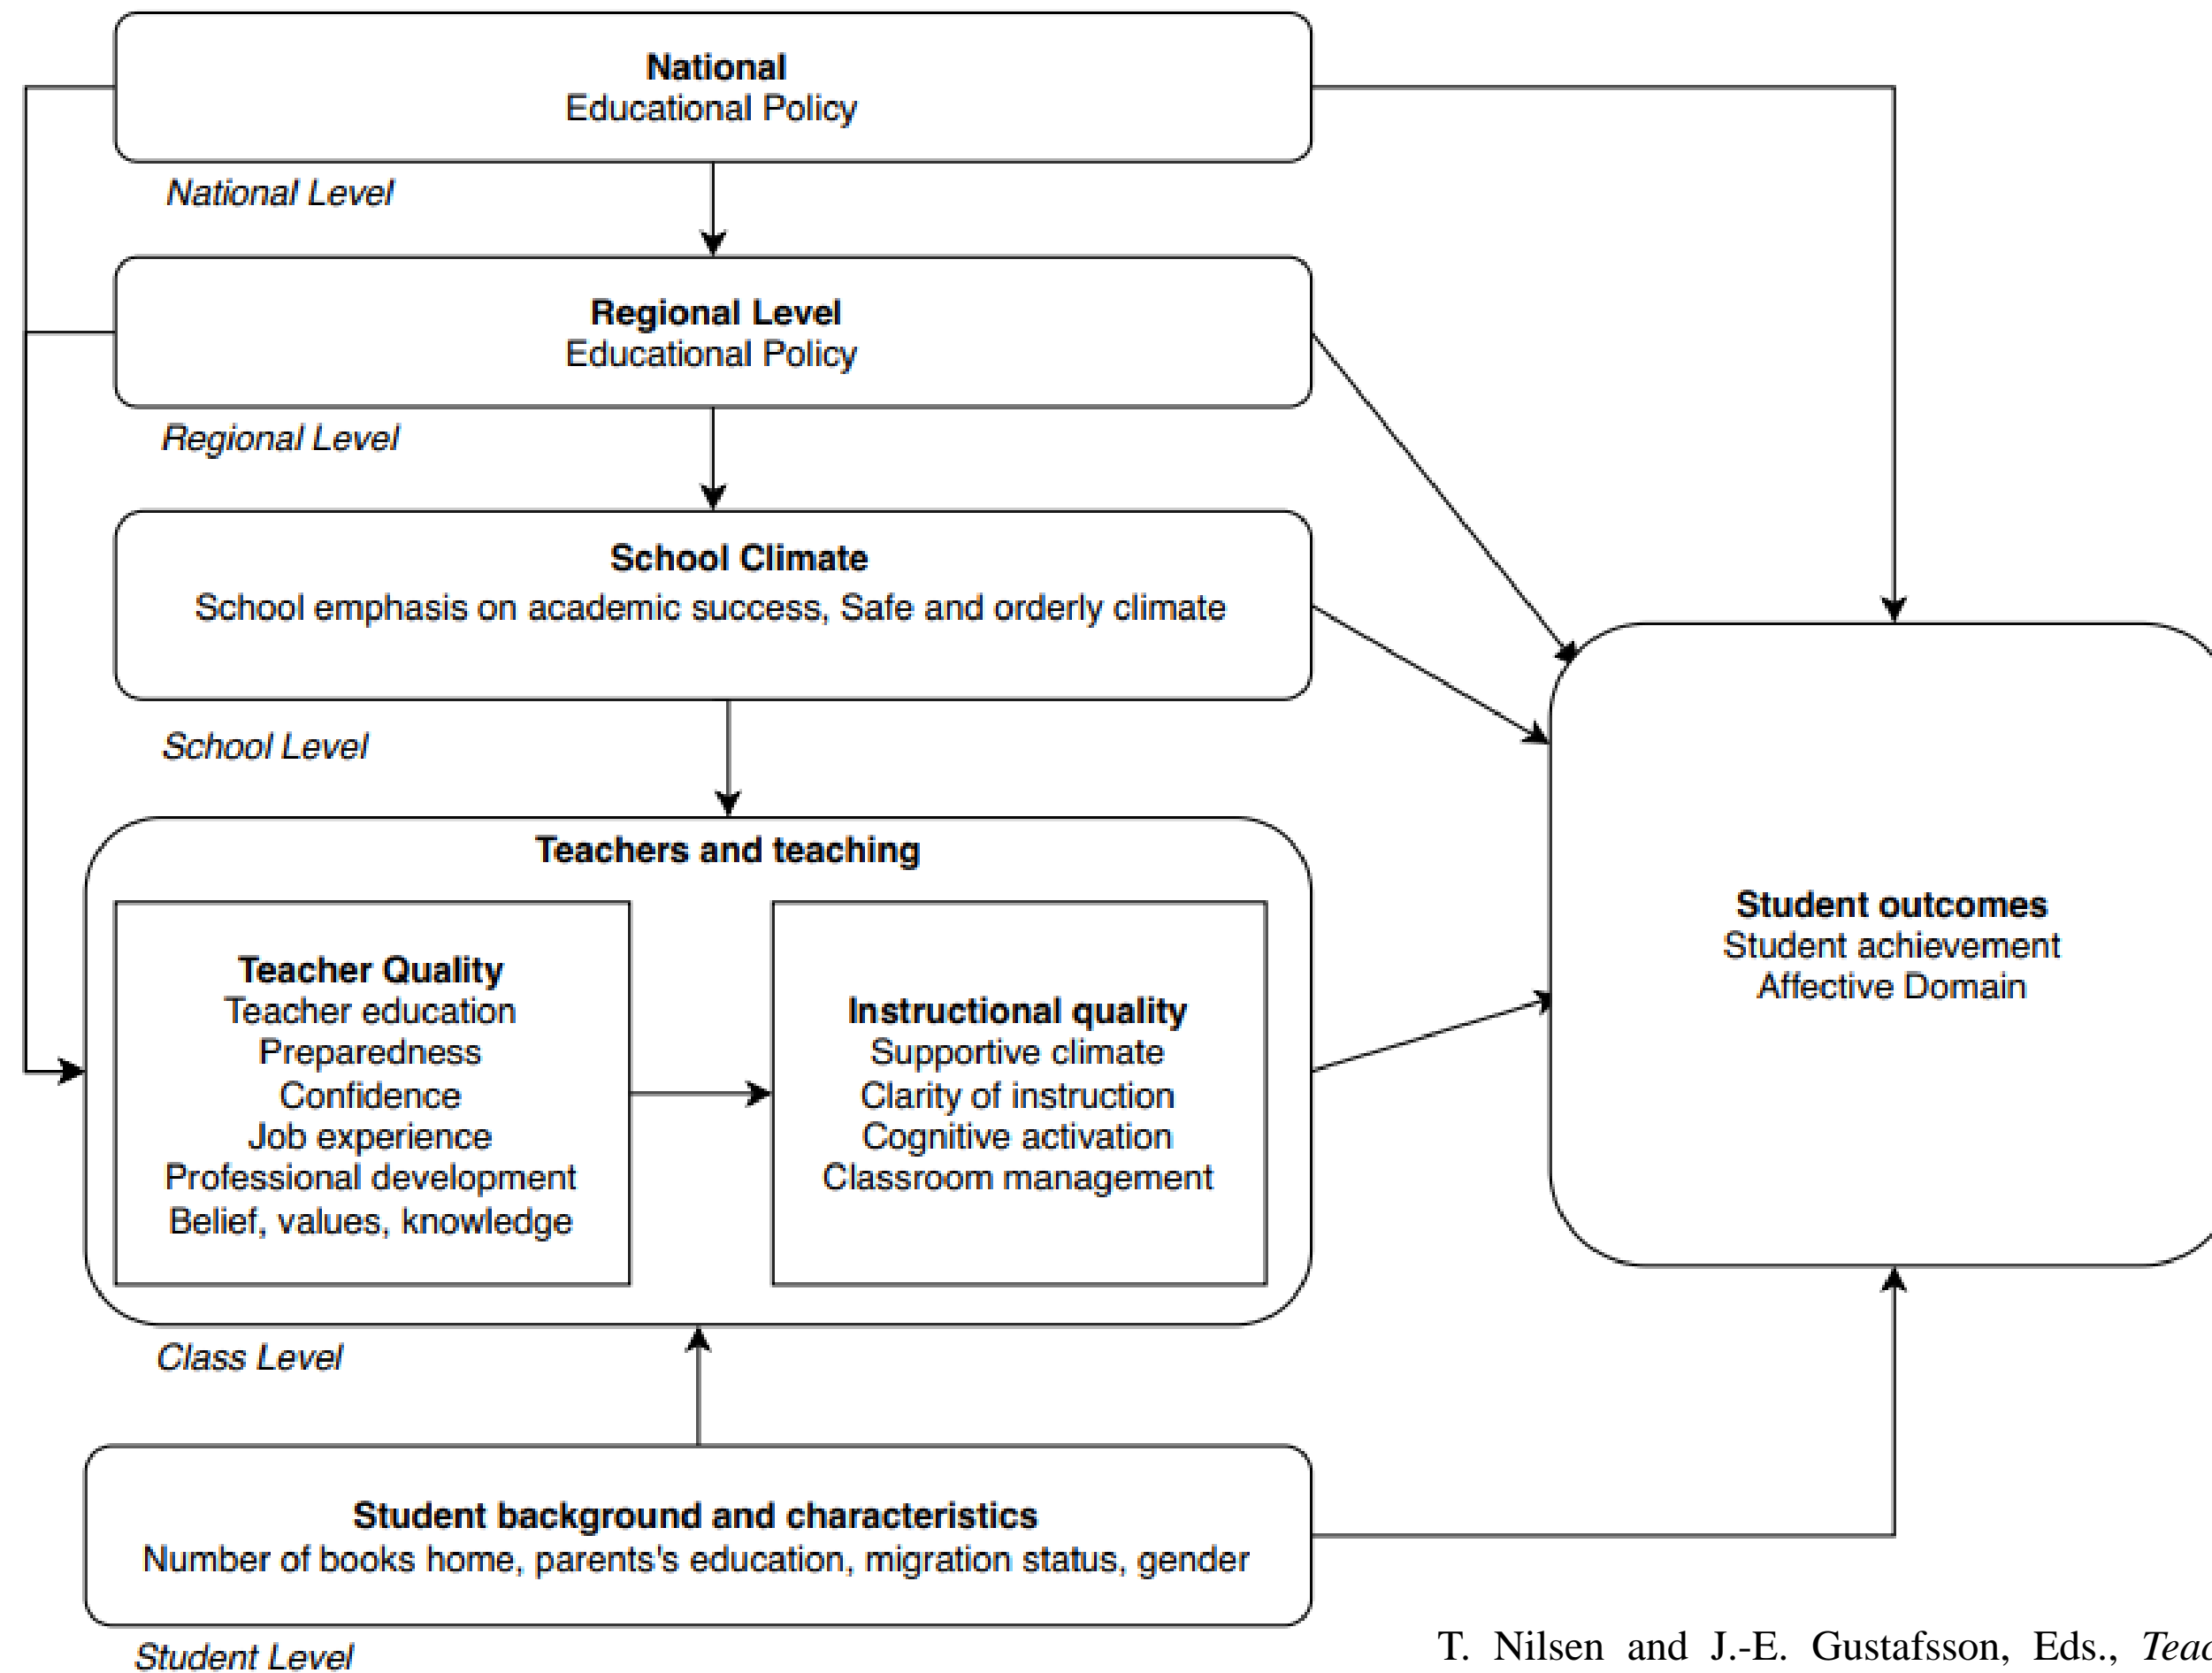 National
Educational Policy
National Level
Regional Level
Educational Policy
Regional Level
School Climate
School emphasis on academic success, Safe and orderly climate
School Level
Teachers and teaching
Teacher Quality
Teacher education
Preparedness
Confidence
Job experience
Professional development
Belief, values, knowledge
Instructional quality
Supportive climate
Clarity of instruction
Cognitive activation
Classroom management
Class Level
Student outcomes
Student achievement
Affective Domain
Student background and characteristics
Number of books home, parents's education, migration status, gender
Student Level
T. Nilsen and J.-E. Gustafsson, Eds.,